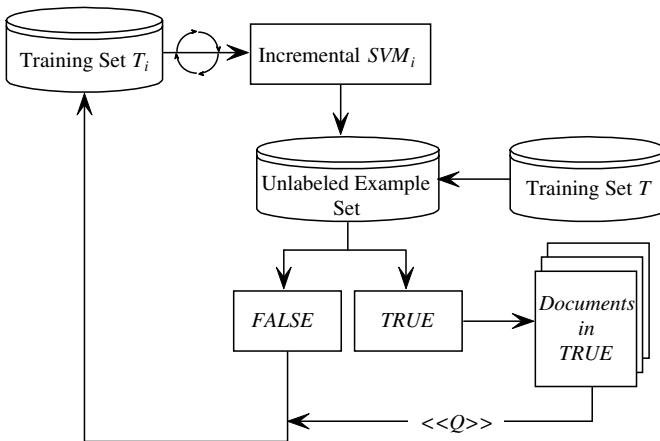 Training Set T_i
Incremental SVM_i
Unlabeled Example
Set
Training Set T
FALSE
TRUE
Documents
in
TRUE
<<Q>>